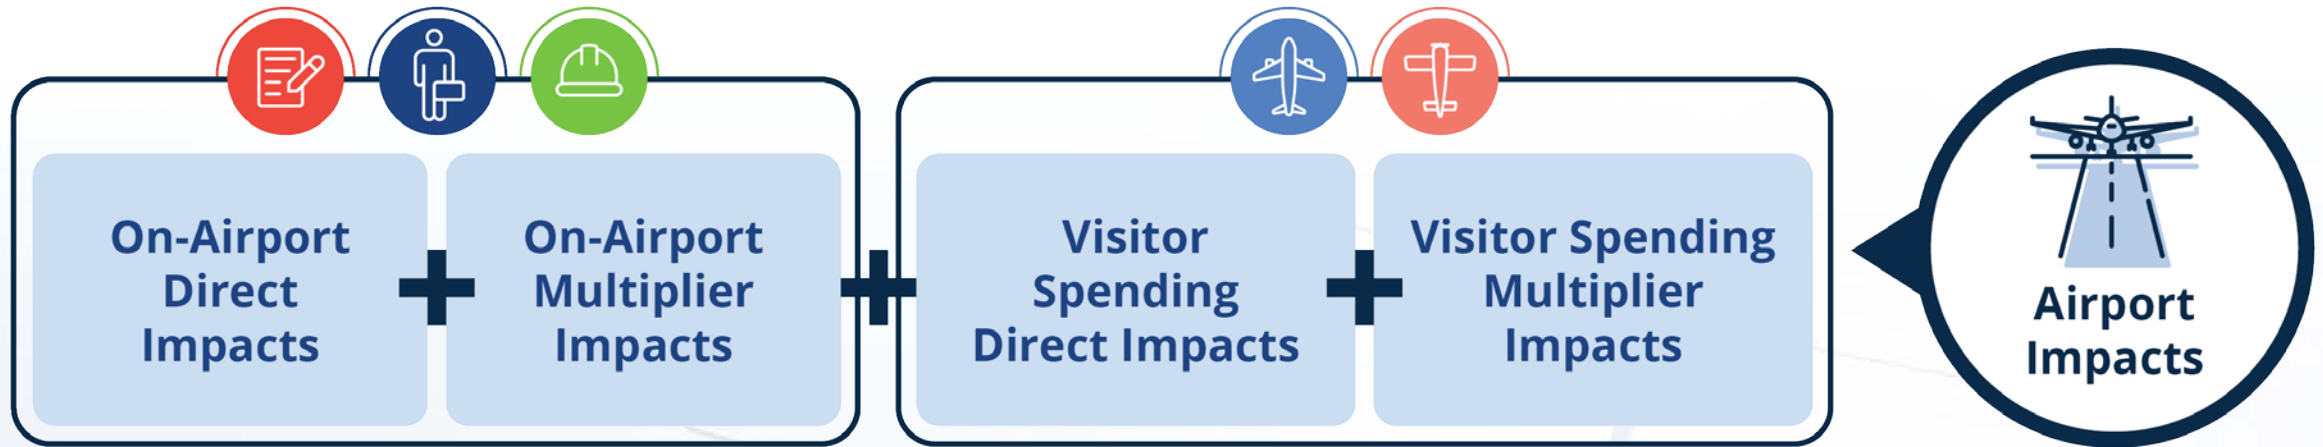 On-Airport
Direct
Impacts
On-Airport
Multiplier
Impacts
Visitor
Spending
Direct Impacts
Visitor Spending
Multiplier
Impacts
Airport
Impacts